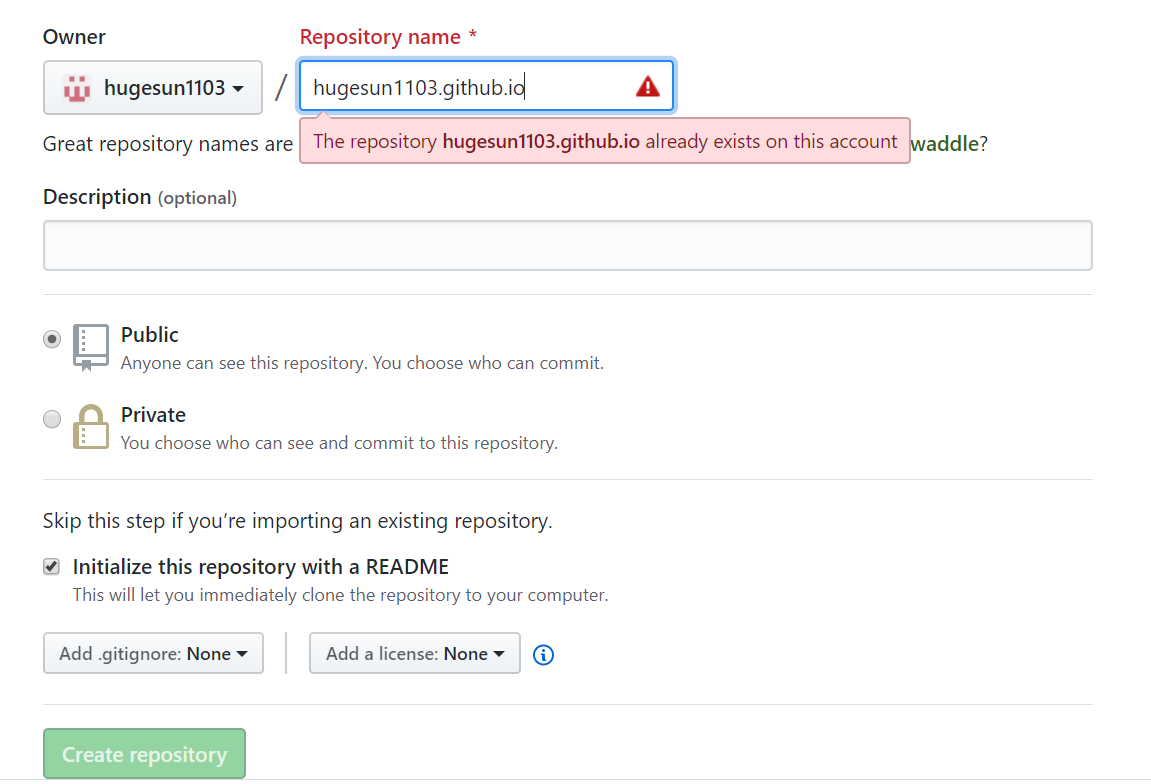 Owner
Repository name *
hugesun1103
/
hugesun1103.github.io
The repository hugesun1103.github.io already exists on this account
Great repository names are waddle?
Description (optional)
Public
Anyone can see this repository. You choose who can commit.
Private
You choose who can see and commit to this repository.
Skip this step if you’re importing an existing repository.
Initialize this repository with a README
This will let you immediately clone the repository to your computer.
Add .gitignore: None
Add a license: None
Create repository